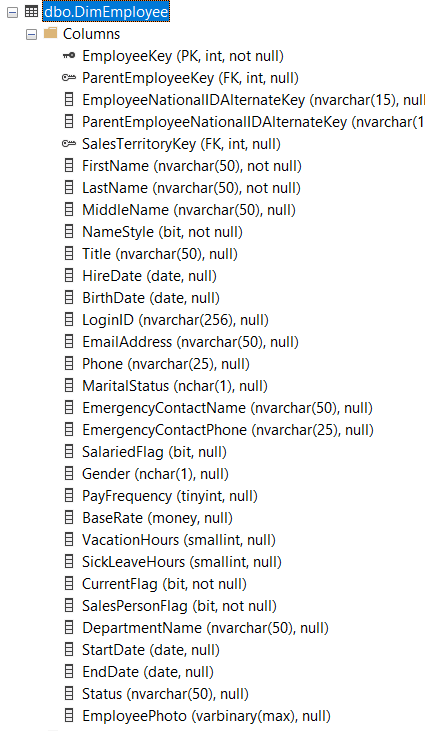 dbo.DimEmployee
Columns
EmployeeKey (PK, int, not null)
ParentEmployeeKey (FK, int, null)
EmployeeNationalIDAlternateKey (nvarchar(15), nul
ParentEmployeeNationalIDAlternateKey (nvarchar(1
SalesTerritoryKey (FK, int, null)
FirstName (nvarchar(50), not null)
LastName (nvarchar(50), not null)
MiddleName (nvarchar(50), null)
NameStyle (bit, not null)
Title (nvarchar(50), null)
HireDate (date, null)
BirthDate (date, null)
LoginID (nvarchar(256), null)
EmailAddress (nvarchar(50), null)
Phone (nvarchar(25), null)
MaritalStatus (nchar(1), null)
EmergencyContactName (nvarchar(50), null)
EmergencyContactPhone (nvarchar(25), null)
SalariedFlag (bit, null)
Gender (nchar(1), null)
PayFrequency (tinyint, null)
BaseRate (money, null)
VacationHours (smallint, null)
SickLeaveHours (smallint, null)
CurrentFlag (bit, not null)
SalesPersonFlag (bit, not null)
DepartmentName (nvarchar(50), null)
StartDate (date, null)
EndDate (date, null)
Status (nvarchar(50), null)
EmployeePhoto (varbinary(max), null)